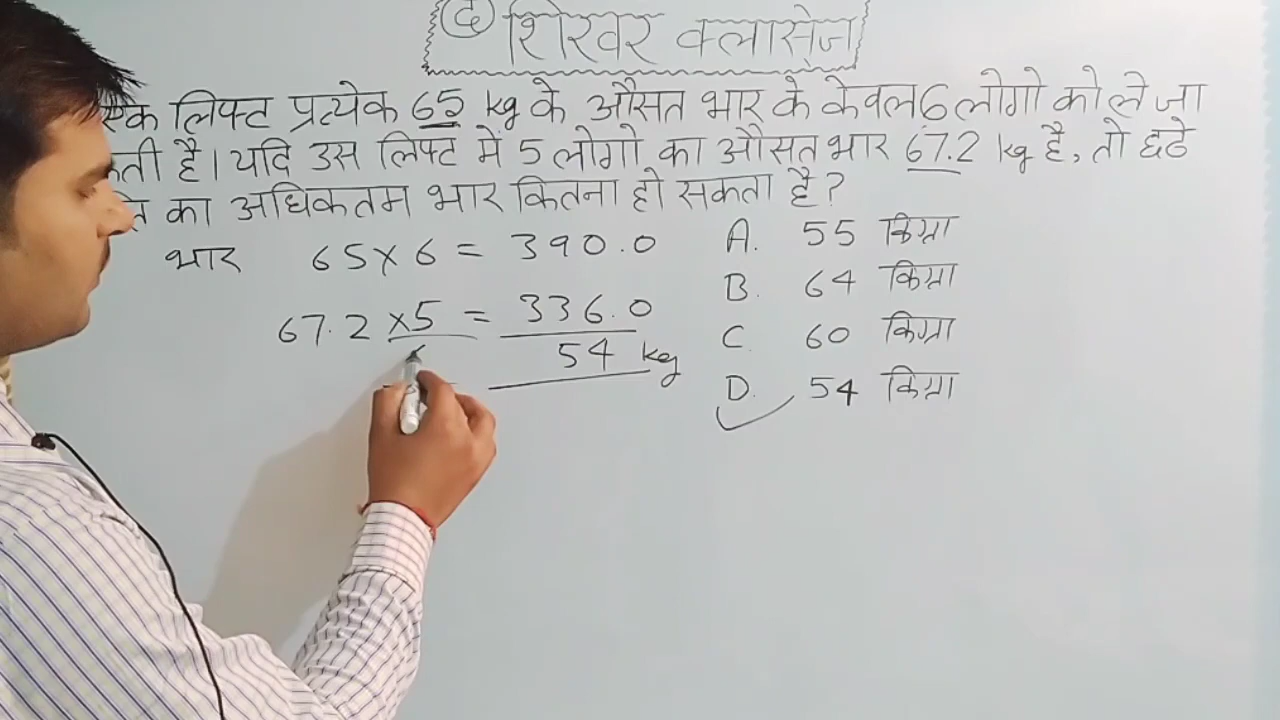 द शिखर क्लासेज
एक लिफ्ट प्रत्येक 65 kg के औसत भार के केवल 6 लोगो को ले जा
कती है। यदि उस लिफ्ट में 5 लोगो का औसत भार 67.2 kg है, तो छठे
का अधिकतम भार कितना हो सकता है?
भार 65×6 = 390.0
67.2 ×5 = 336.0
54 kg
A. 55 किग्रा
B. 64 किग्रा
C. 60 किग्रा
D. 54 किग्रा